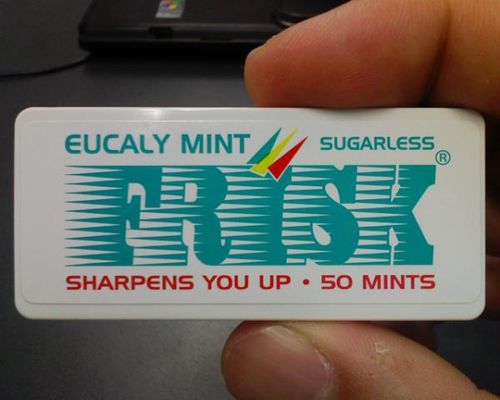 EUCALY MINT SUGARLESS
FRISK®
SHARPENS YOU UP · 50 MINTS